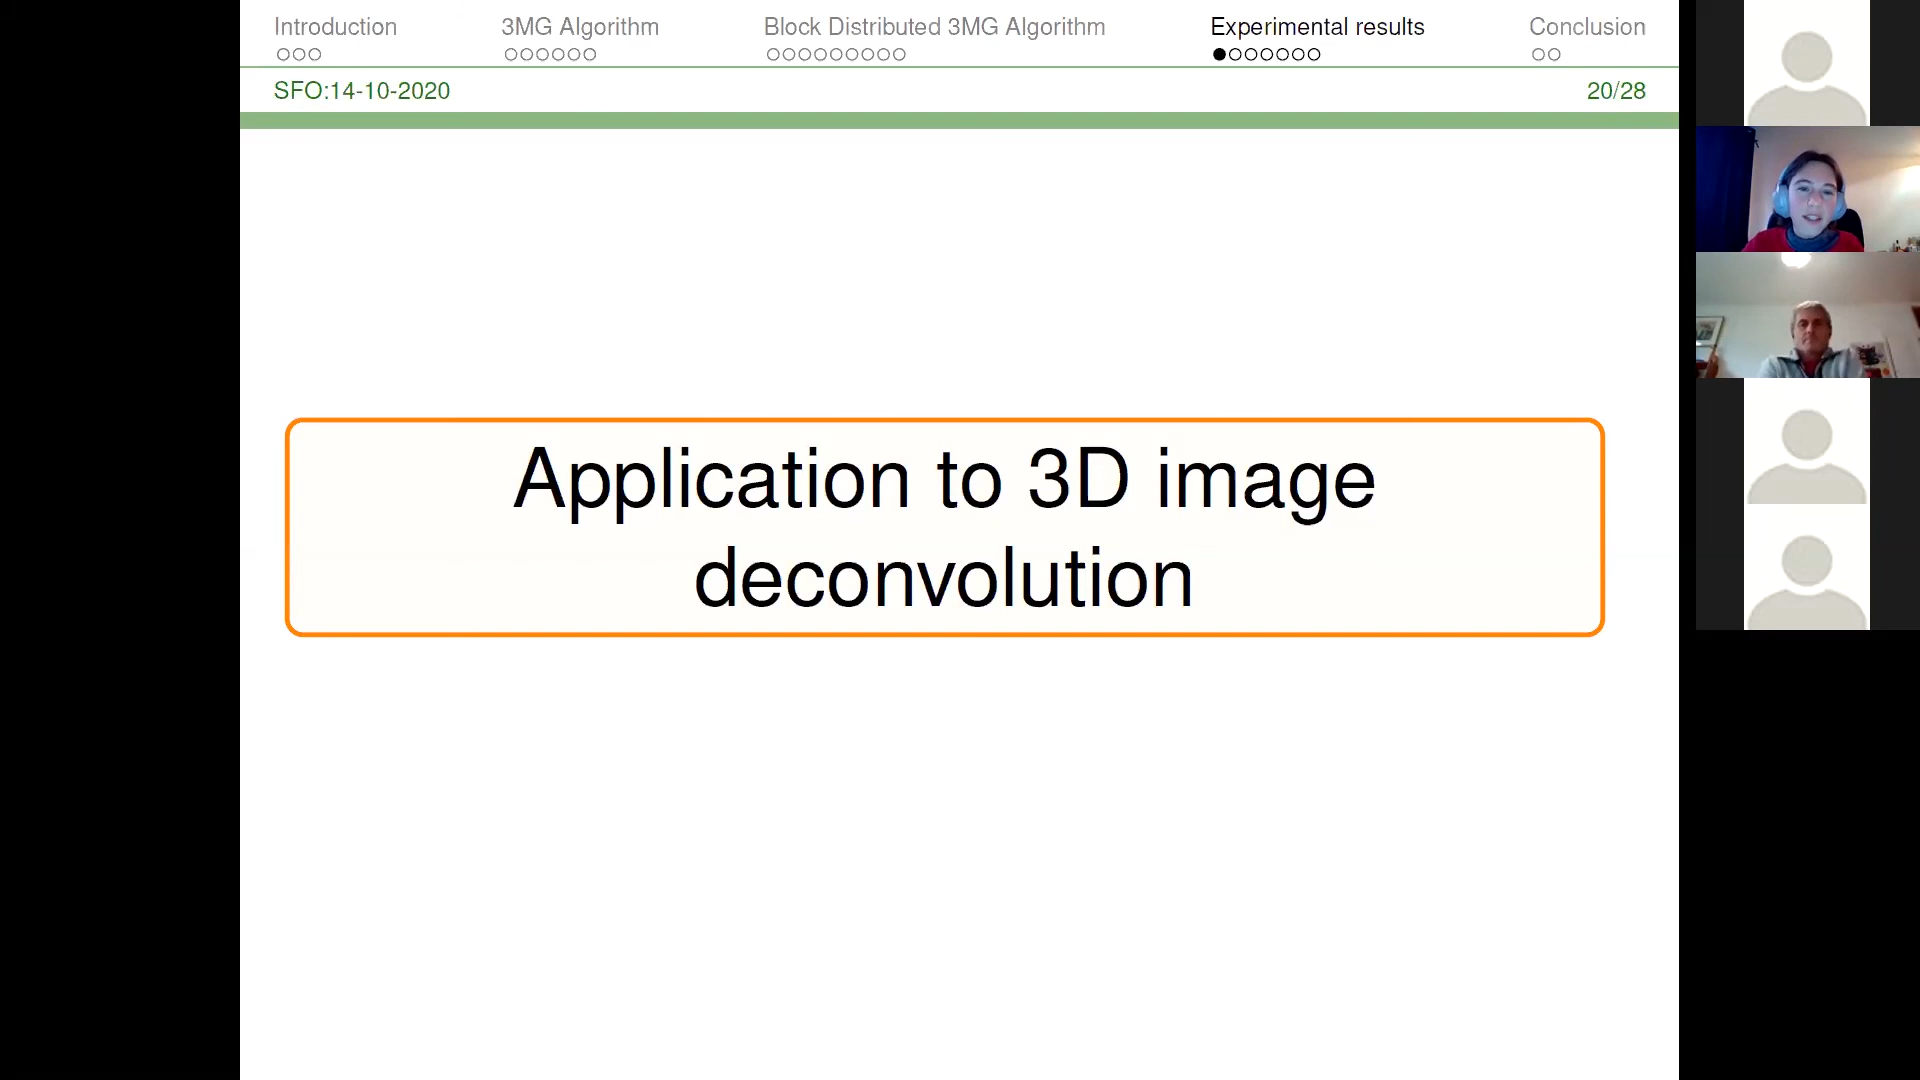 Introduction
3MG Algorithm
Block Distributed 3MG Algorithm
Experimental results
Conclusion
SFO:14-10-2020
20/28
Application to 3D image
deconvolution